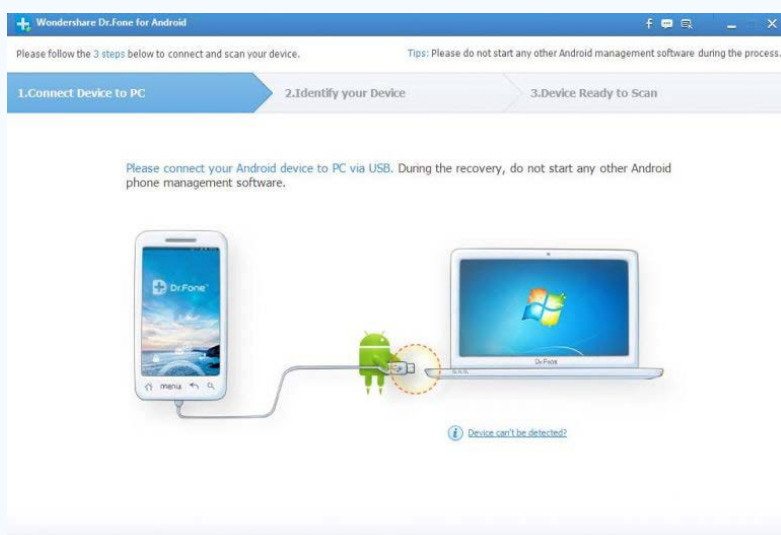 Wondershare Dr.Fone for Android
Please follow the 3 steps below to connect and scan your device.
Tips: Please do not start any other Android management software during the process.
1.Connect Device to PC
2.Identify your Device
3.Device Ready to Scan
Please connect your Android device to PC via USB. During the recovery, do not start any other Android
phone management software.
Dr.Fone
menu
Dr.Fone
Device can't be detected?